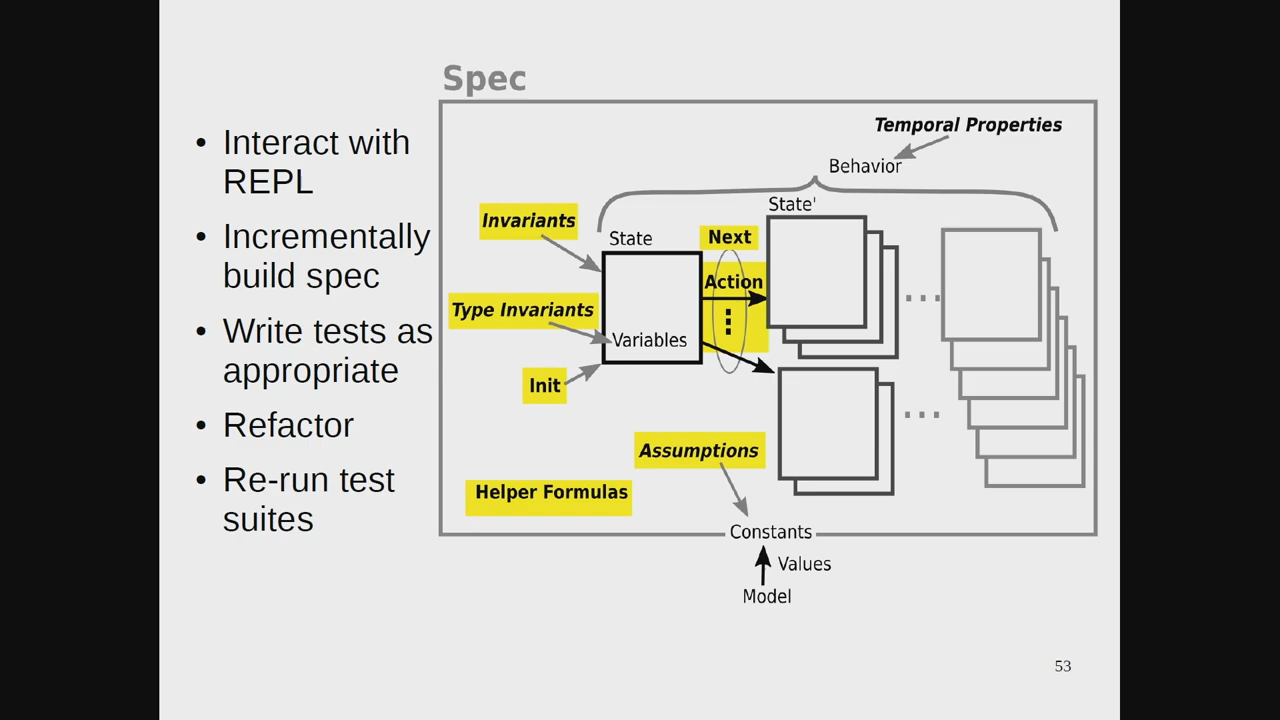 Spec
• Interact with
REPL
• Incrementally
build spec
• Write tests as
appropriate
• Refactor
• Re-run test
suites
Temporal Properties
Behavior
State'
Invariants
State
Next
Action
Type Invariants
Variables
Init
Assumptions
Helper Formulas
Constants
Values
Model
53